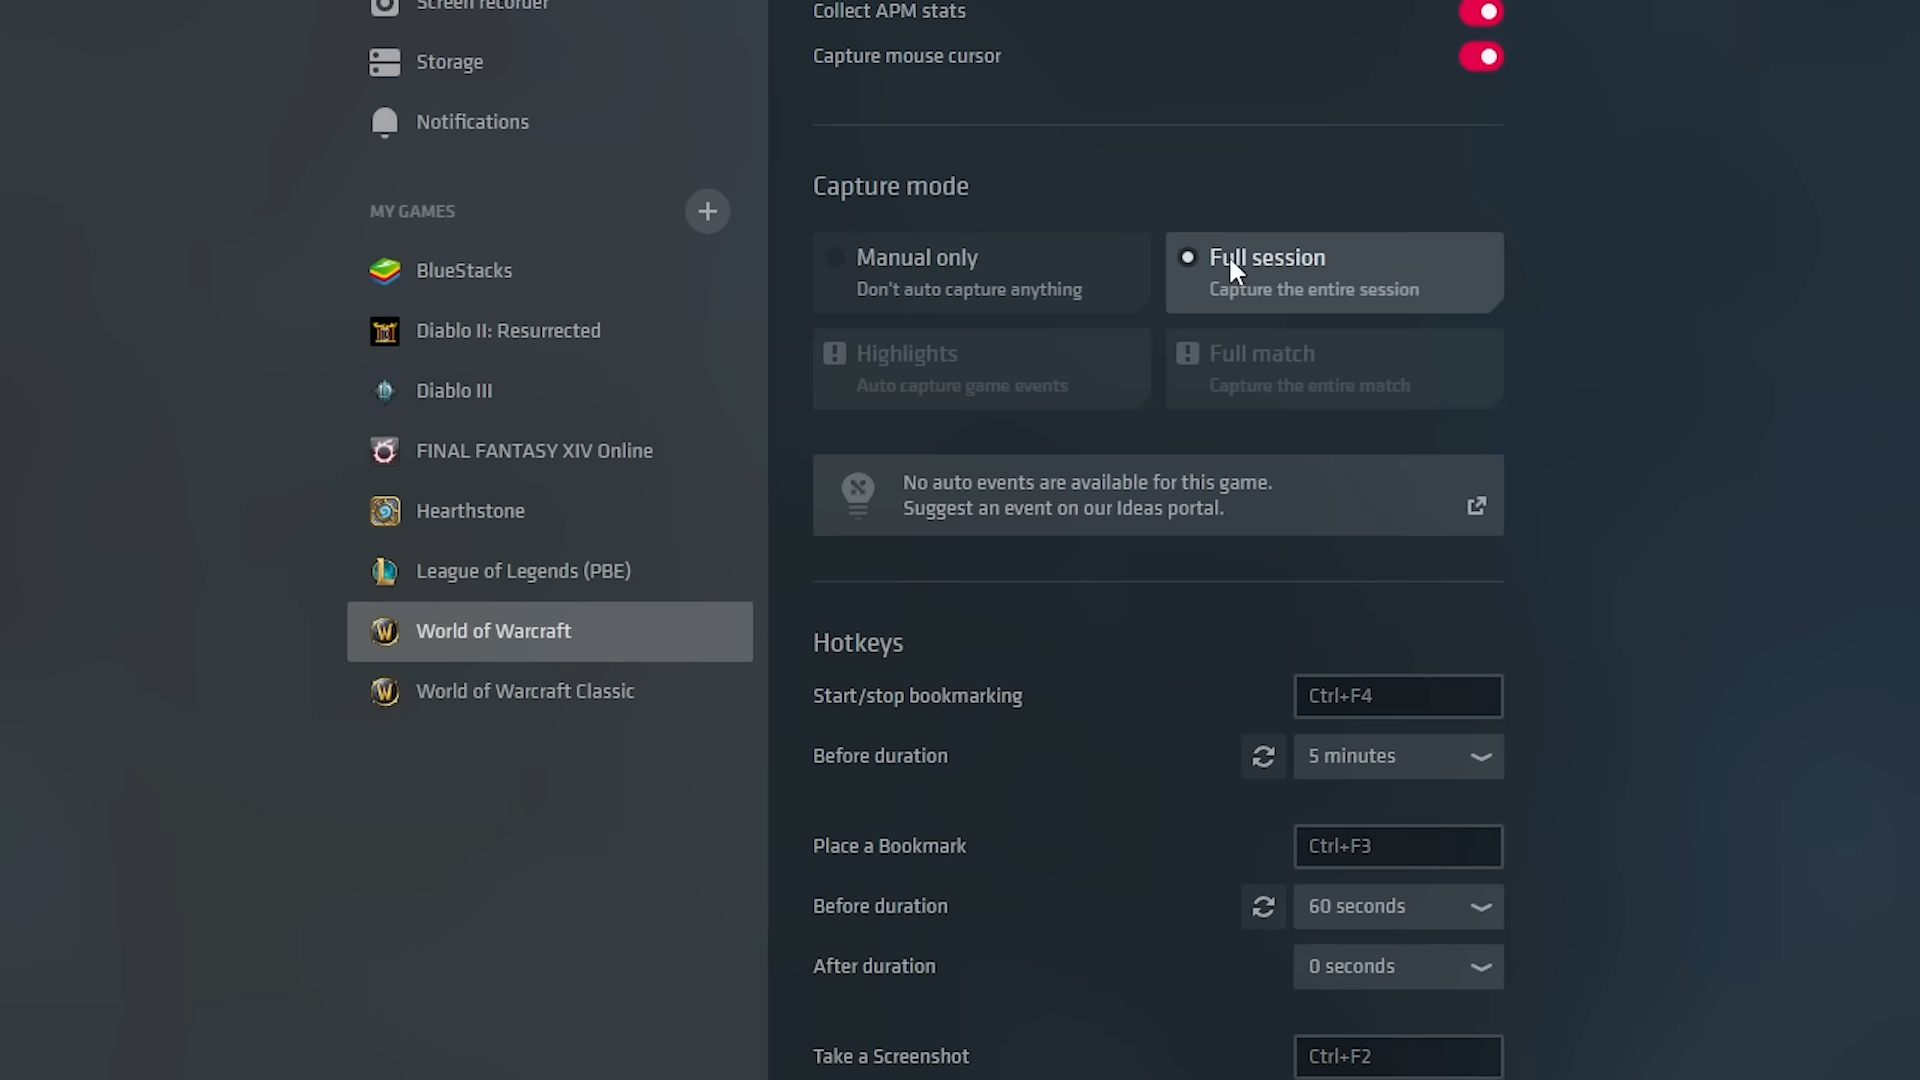 Screen recorder
Storage
Notifications
MY GAMES
BlueStacks
Diablo II: Resurrected
Diablo III
FINAL FANTASY XIV Online
Hearthstone
League of Legends (PBE)
World of Warcraft
World of Warcraft Classic
Collect APM stats
Capture mouse cursor
Capture mode
Manual only
Don't auto capture anything
Full session
Capture the entire session
Highlights
Auto capture game events
Full match
Capture the entire match
No auto events are available for this game.
Suggest an event on our Ideas portal.
Hotkeys
Start/stop bookmarking Ctrl+F4
Before duration 5 minutes
Place a Bookmark Ctrl+F3
Before duration 60 seconds
After duration 0 seconds
Take a Screenshot Ctrl+F2